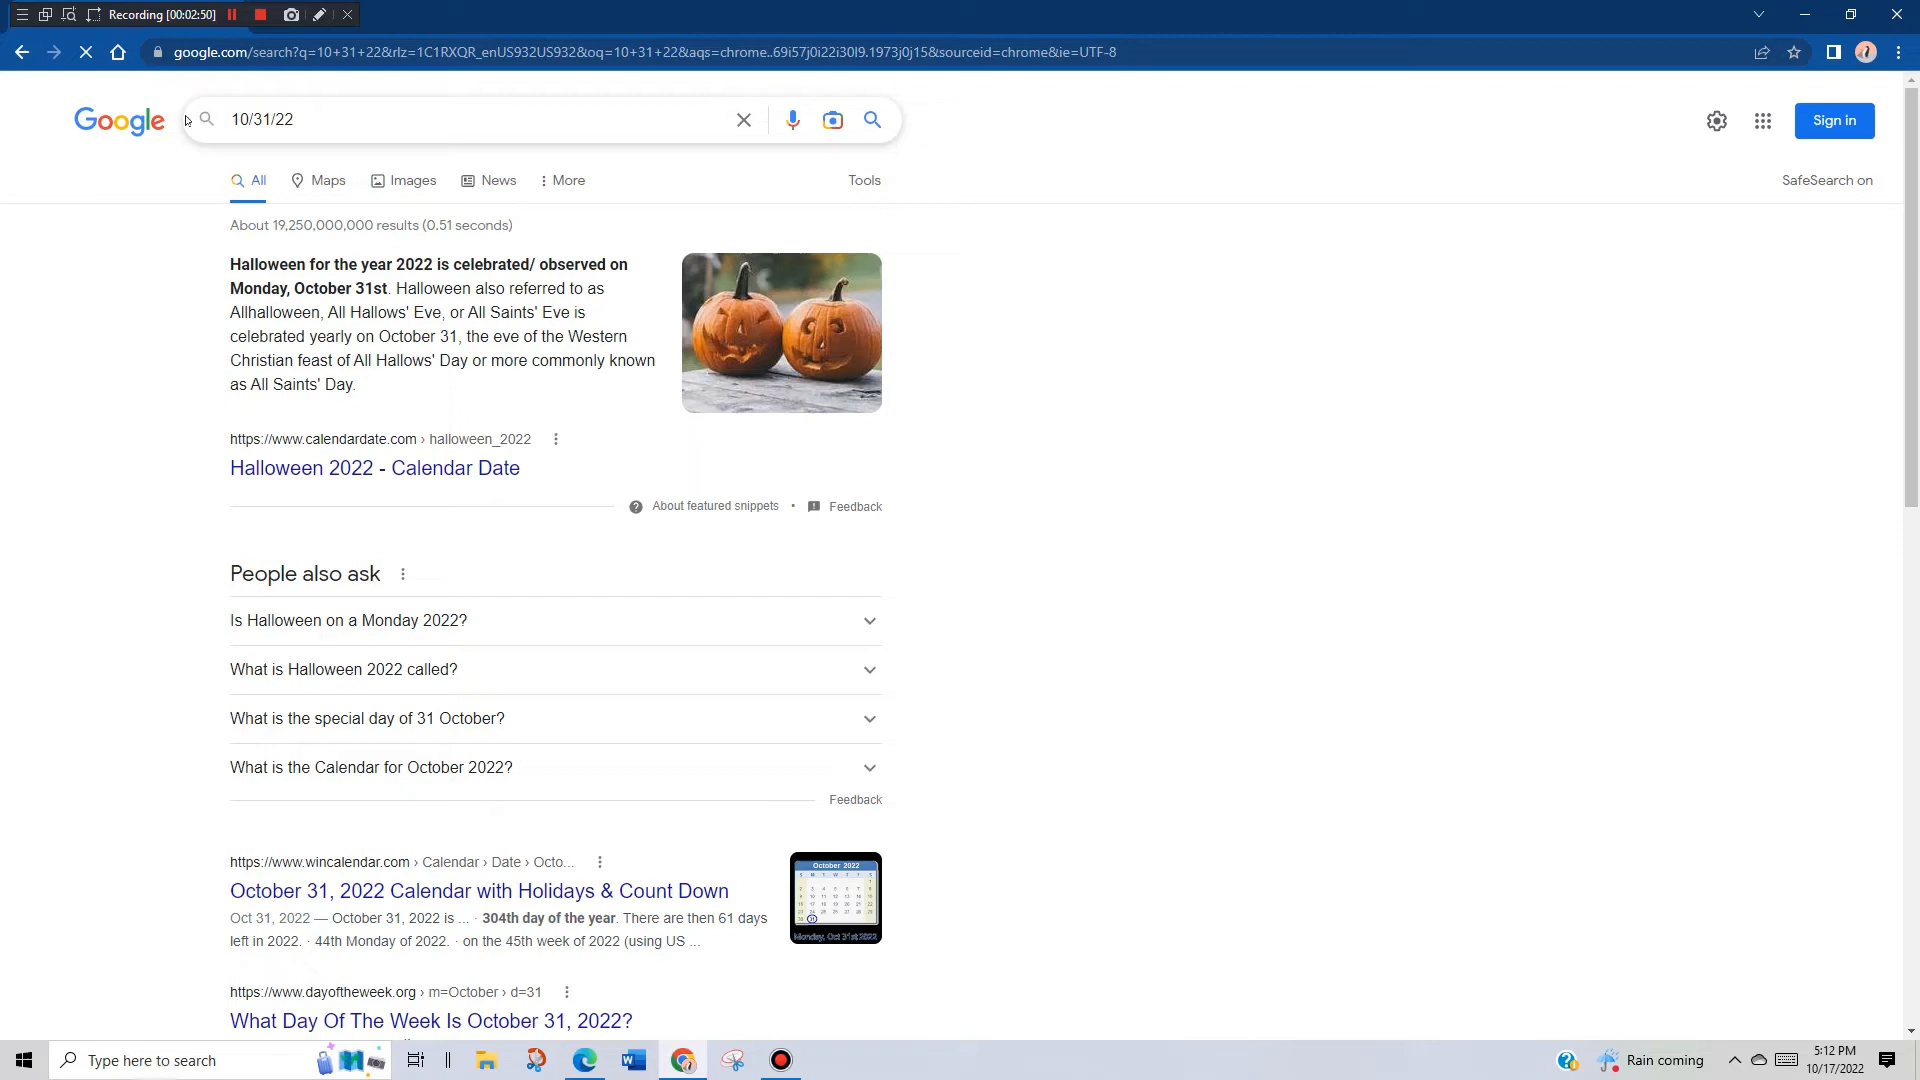 Recording [00:02:50]
google.com/search?q=10+31+22&rlz=1C1RXQR_enUS932US932&oq=10+31+22&aqs=chrome..69i57j0i22i30l9.1973j0j15&sourceid=chrome&ie=UTF-8
Google
10/31/22
Sign in
All
Maps
Images
News
More
Tools
SafeSearch on
About 19,250,000,000 results (0.51 seconds)
Halloween for the year 2022 is celebrated/ observed on
Monday, October 31st. Halloween also referred to as
Allhalloween, All Hallows' Eve, or All Saints' Eve is
celebrated yearly on October 31, the eve of the Western
Christian feast of All Hallows' Day or more commonly known
as All Saints' Day.
https://www.calendardate.com › halloween_2022
Halloween 2022 - Calendar Date
About featured snippets • Feedback
People also ask
Is Halloween on a Monday 2022?
What is Halloween 2022 called?
What is the special day of 31 October?
What is the Calendar for October 2022?
Feedback
https://www.wincalendar.com › Calendar › Date › Octo...
October 31, 2022 Calendar with Holidays & Count Down
Oct 31, 2022 — October 31, 2022 is ... · 304th day of the year. There are then 61 days
left in 2022. · 44th Monday of 2022. · on the 45th week of 2022 (using US ...
October 2022
Monday, Oct 31st 2022
https://www.dayoftheweek.org › m=October › d=31
What Day Of The Week Is October 31, 2022?
Type here to search
Rain coming
5:12 PM
10/17/2022